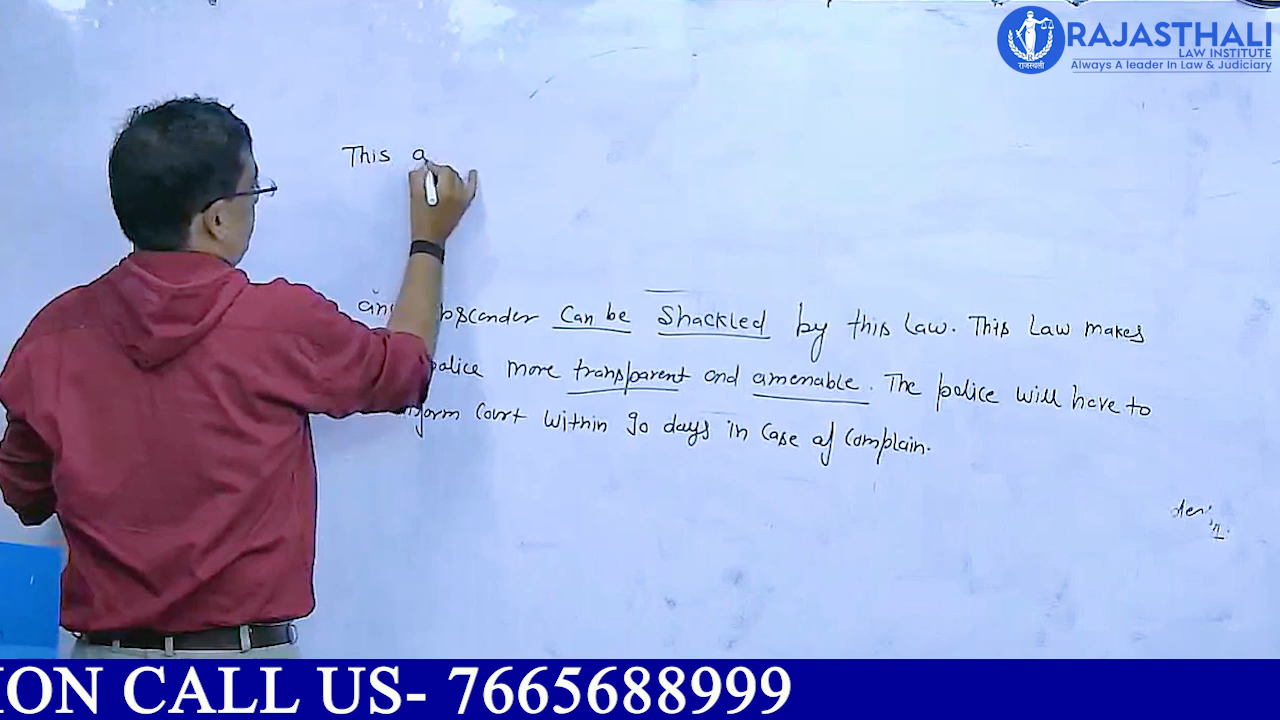 RAJASTHALI
LAW INSTITUTE
Always A leader In Law & Judiciary
राजस्थली
This a
can be shackled by this law. This law makes
police more transparent and amenable. The police will have to
court within 90 days in case of complain.
ION CALL US- 7665688999